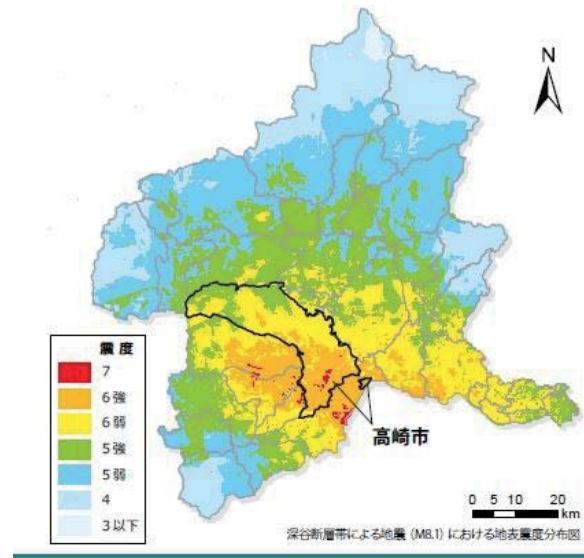 N
震度
7
6強
6弱
5強
5弱
4
3以下
高崎市
0 5 10 20
km
深谷断層帯による地震（M8.1）における地表震度分布図